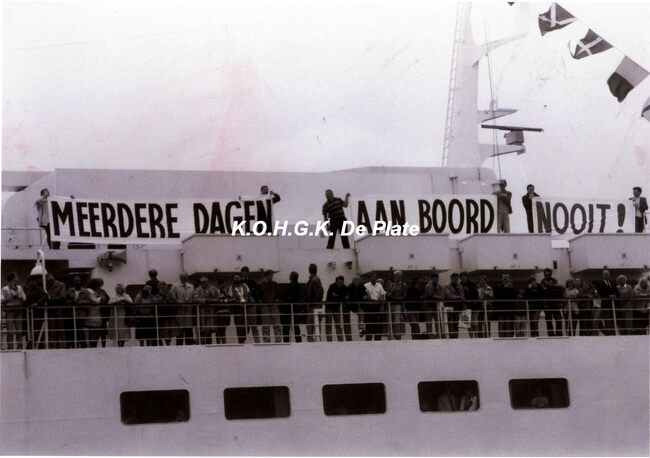 MEERDERE DAGEN AAN BOORD NOOIT!
K.O.H.G.K. De Plate